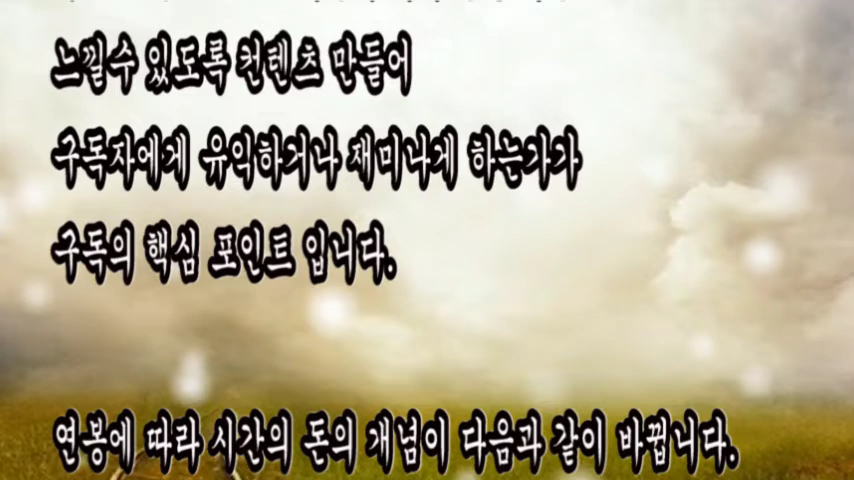 느낄수 있도록 컨텐츠 만들어
구독자에게 유익하거나 재미나게 하는가가
구독의 핵심 포인트 입니다.
연봉에 따라 시간의 돈의 개념이 다음과 같이 바뀝니다.